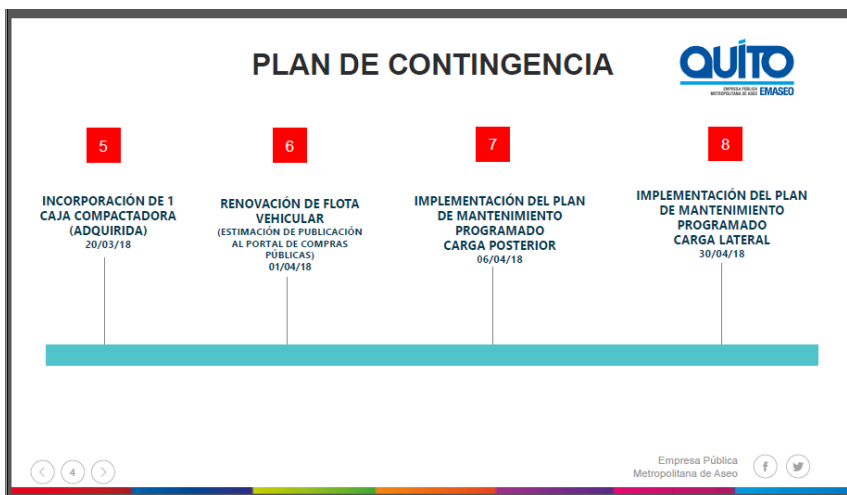 PLAN DE CONTINGENCIA
QUITO
EMPRESA PÚBLICA
METROPOLITANA DE ASEO EMASEO
5
INCORPORACIÓN DE 1
CAJA COMPACTADORA
(ADQUIRIDA)
20/03/18
6
RENOVACIÓN DE FLOTA
VEHICULAR
(ESTIMACIÓN DE PUBLICACIÓN
AL PORTAL DE COMPRAS
PÚBLICAS)
01/04/18
7
IMPLEMENTACIÓN DEL PLAN
DE MANTENIMIENTO
PROGRAMADO
CARGA POSTERIOR
06/04/18
8
IMPLEMENTACIÓN DEL PLAN
DE MANTENIMIENTO
PROGRAMADO
CARGA LATERAL
30/04/18
4
Empresa Pública
Metropolitana de Aseo